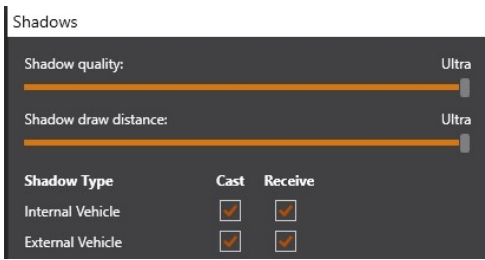 Shadows
Shadow quality: Ultra
Shadow draw distance: Ultra
Shadow Type Cast Receive
Internal Vehicle
External Vehicle